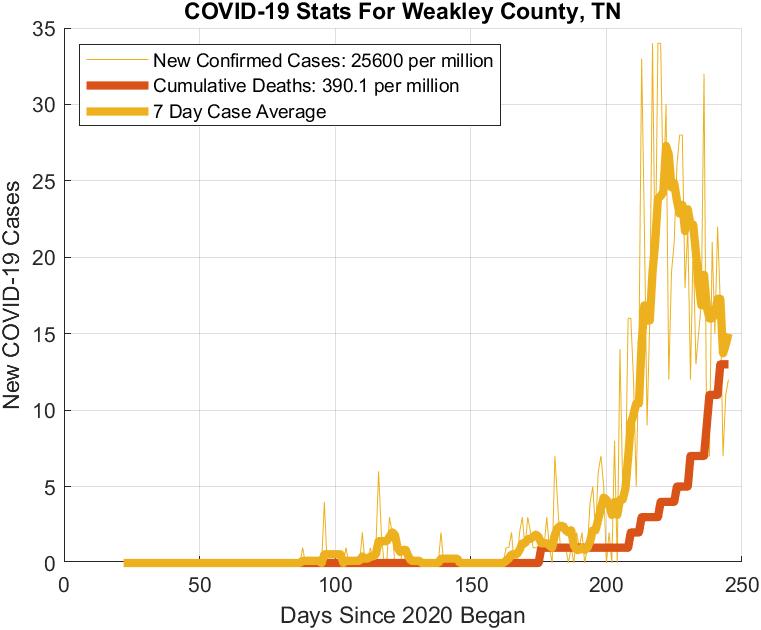 COVID-19 Stats For Weakley County, TN
New Confirmed Cases: 25600 per million
Cumulative Deaths: 390.1 per million
7 Day Case Average
New COVID-19 Cases
35
30
25
20
15
10
5
0
0 50 100 150 200 250
Days Since 2020 Began